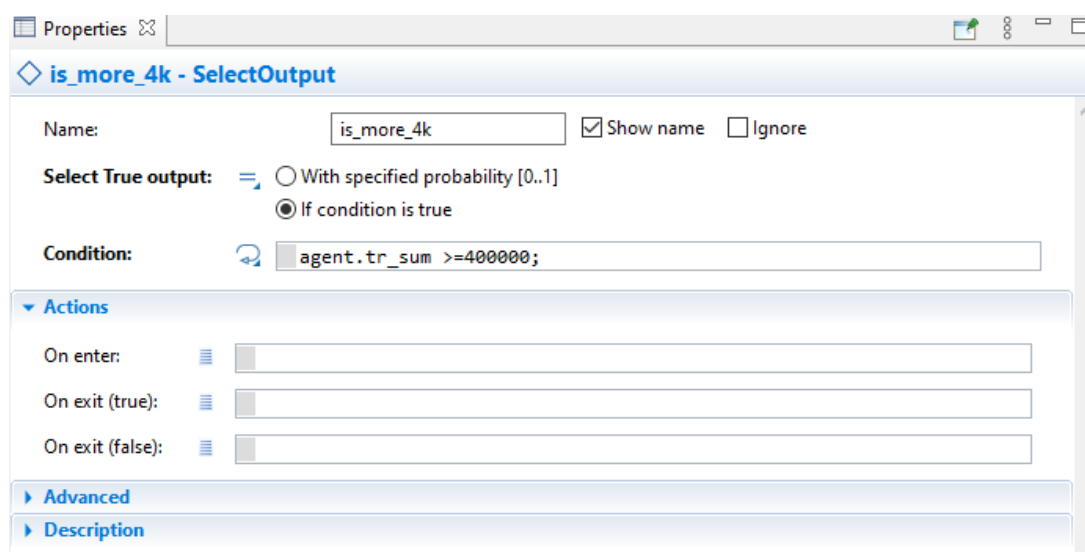 Properties
is_more_4k - SelectOutput
Name: is_more_4k Show name Ignore
Select True output: With specified probability [0..1]
If condition is true
Condition: agent.tr_sum >=400000;
Actions
On enter:
On exit (true):
On exit (false):
Advanced
Description